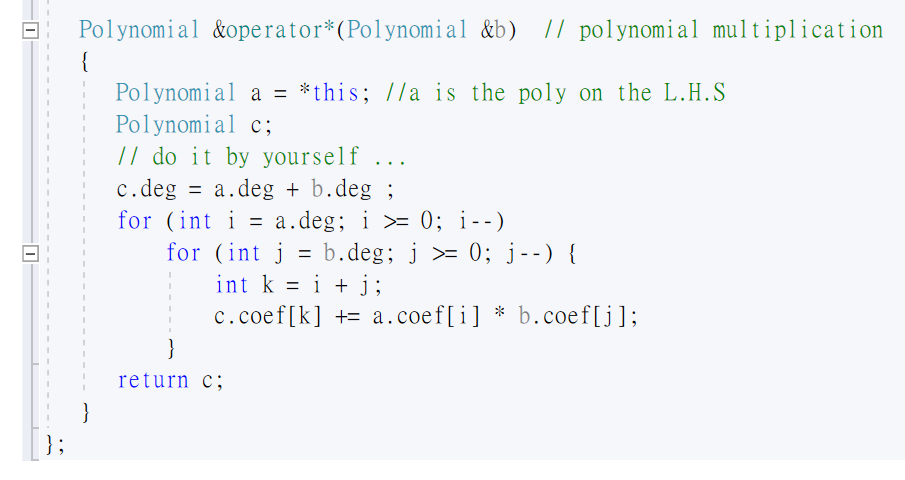 Polynomial &operator*(Polynomial &b)  // polynomial multiplication
{
Polynomial a = *this; //a is the poly on the L.H.S
Polynomial c;
// do it by yourself ...
c.deg = a.deg + b.deg ;
for (int i = a.deg; i >= 0; i--)
for (int j = b.deg; j >= 0; j--) {
int k = i + j;
c.coef[k] += a.coef[i] * b.coef[j];
}
return c;
}
};